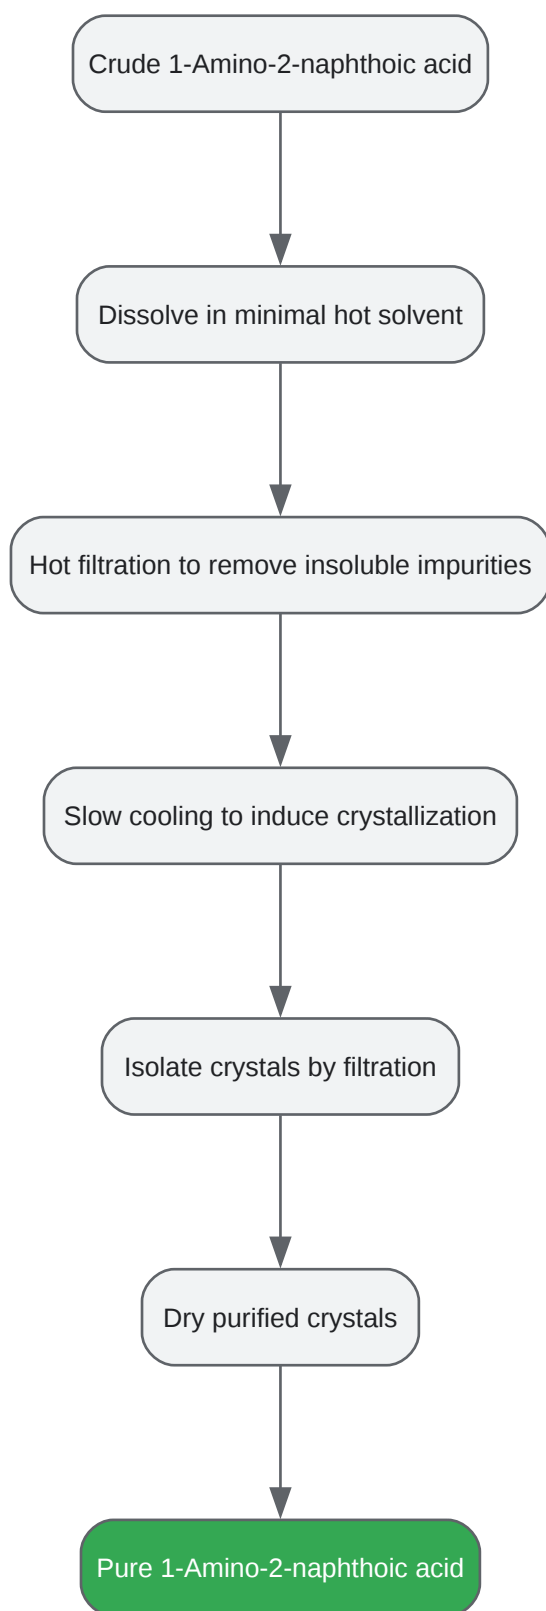 Crude 1-Amino-2-naphthoic acid
Dissolve in minimal hot solvent
Hot filtration to remove insoluble impurities
Slow cooling to induce crystallization
Isolate crystals by filtration
Dry purified crystals
Pure 1-Amino-2-naphthoic acid